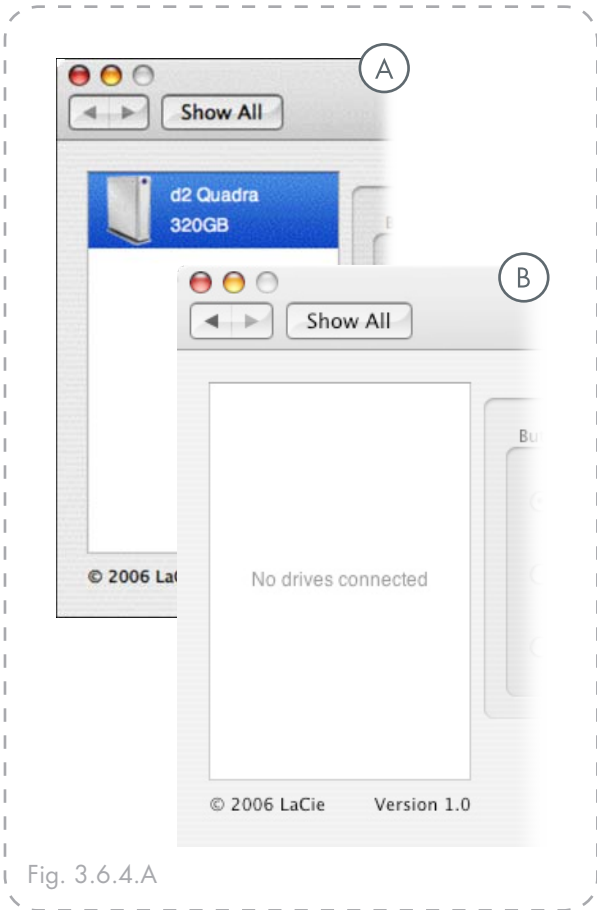 A
Show All
d2 Quadra
320GB
© 2006
B
Show All
No drives connected
© 2006 LaCie Version 1.0
Fig. 3.6.4.A